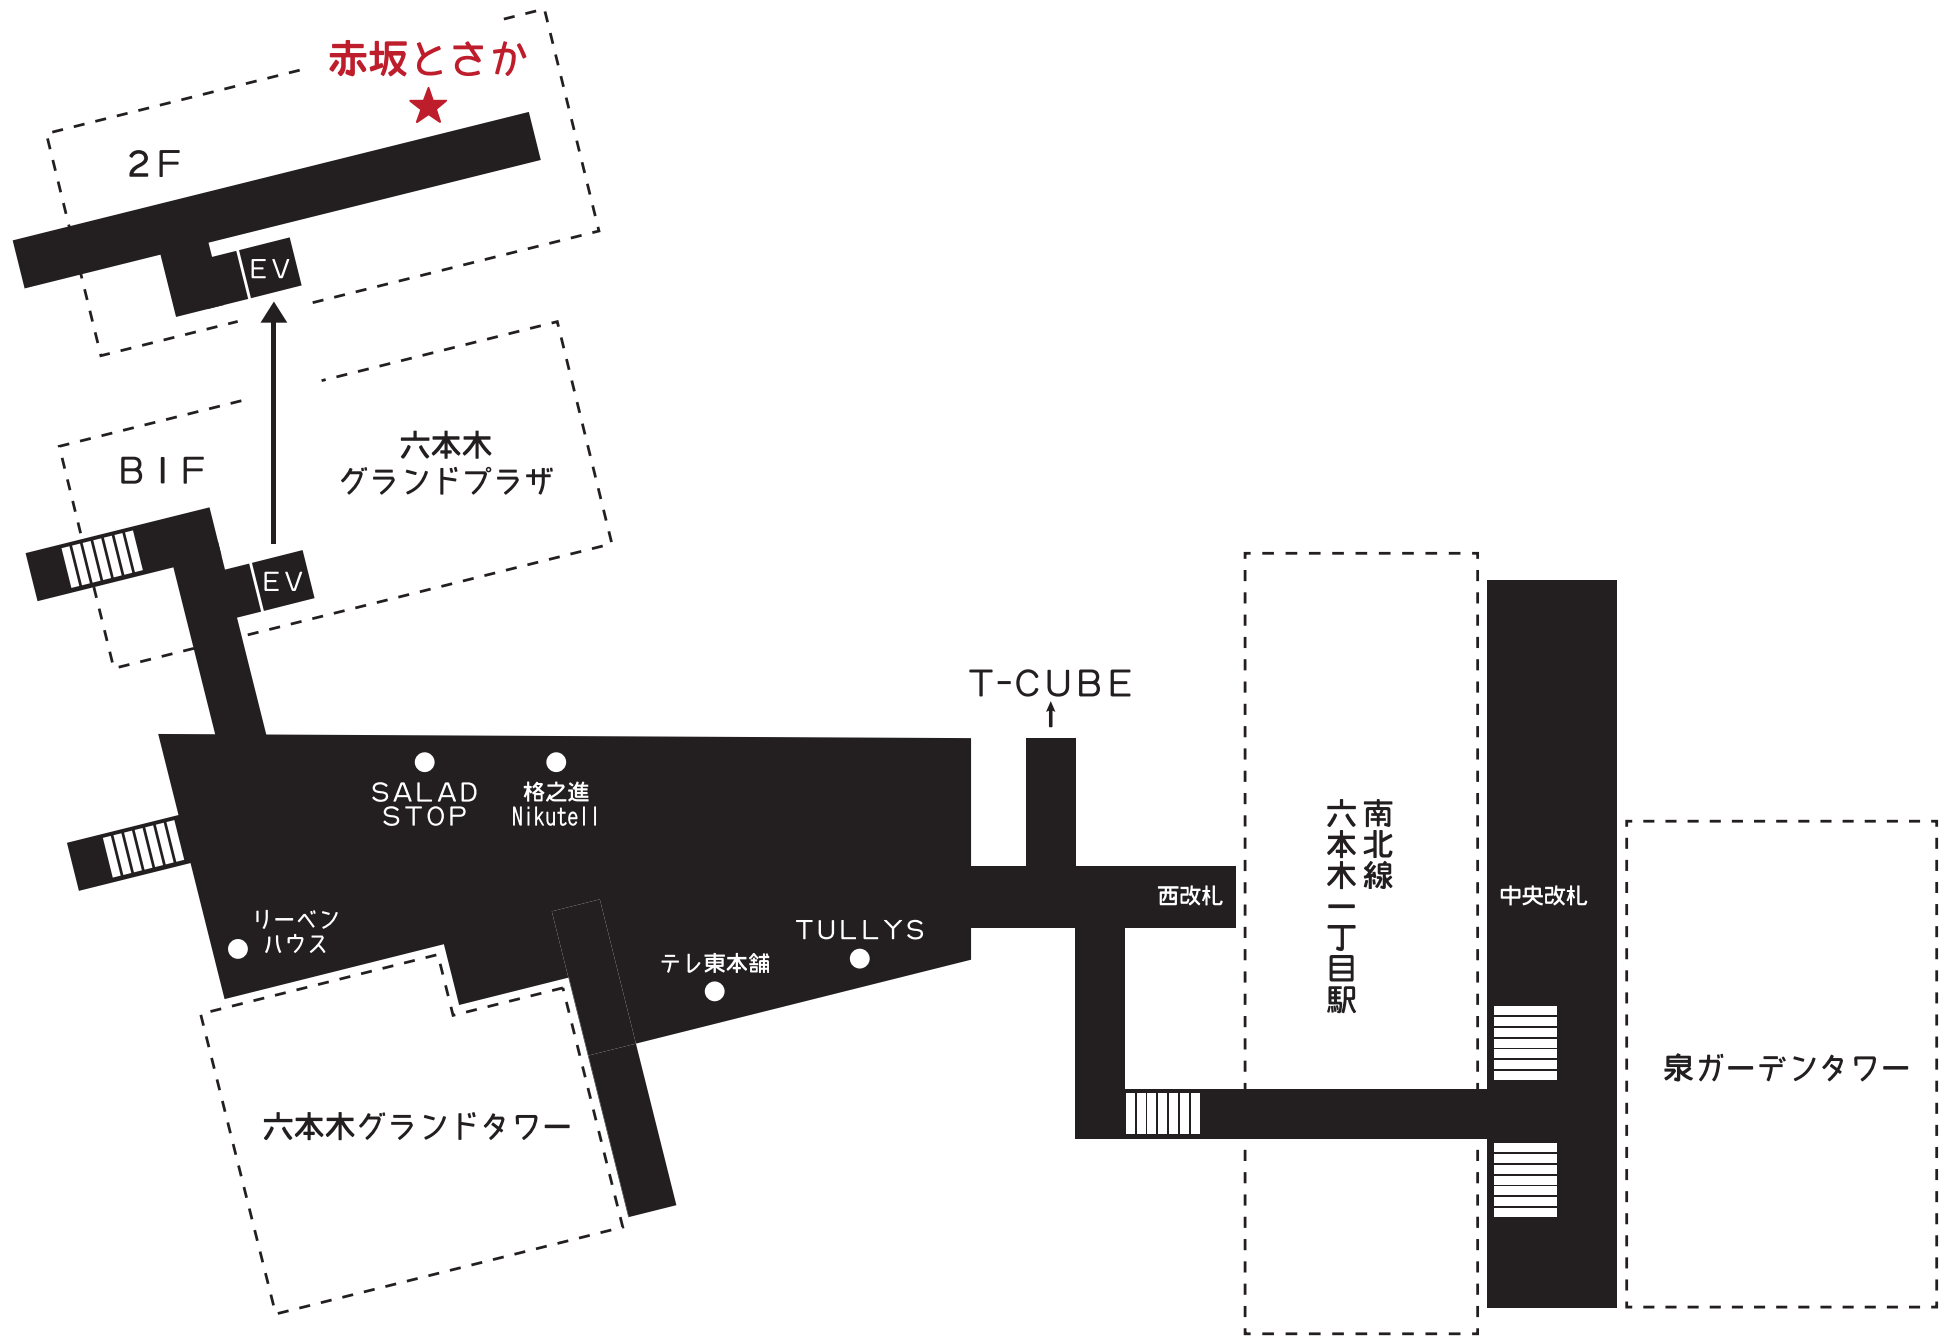 赤坂とさか
2F
EV
B1F
六本木
グランドプラザ
EV
T-CUBE
SALAD
STOP
格之進
Nikutell
南北線
六本木一丁目駅
西改札
中央改札
リーベン
ハウス
TULLYS
テレ東本舗
泉ガーデンタワー
六本木グランドタワー